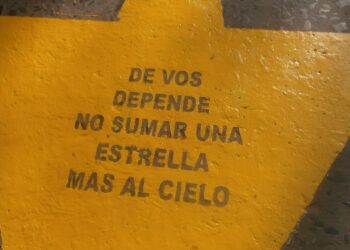 DE VOS
DEPENDE
NO SUMAR UNA
ESTRELLA
MAS AL CIELO